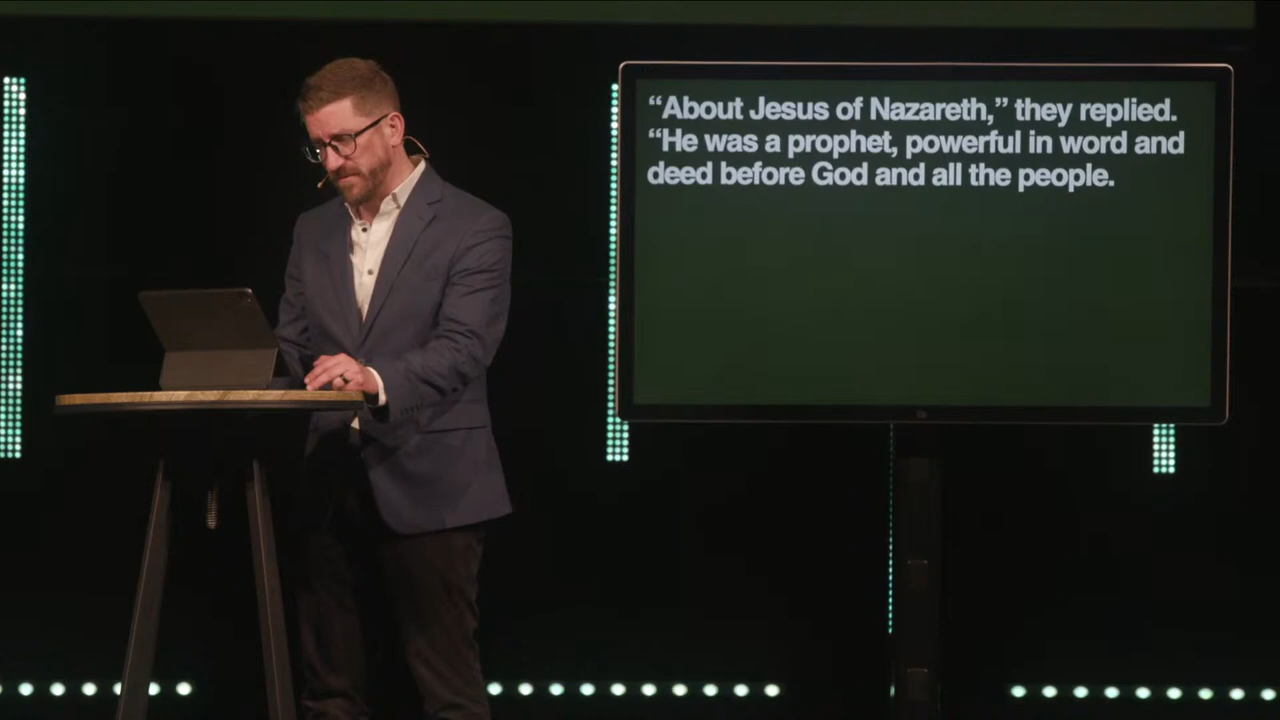 “About Jesus of Nazareth,” they replied.
“He was a prophet, powerful in word and
deed before God and all the people.